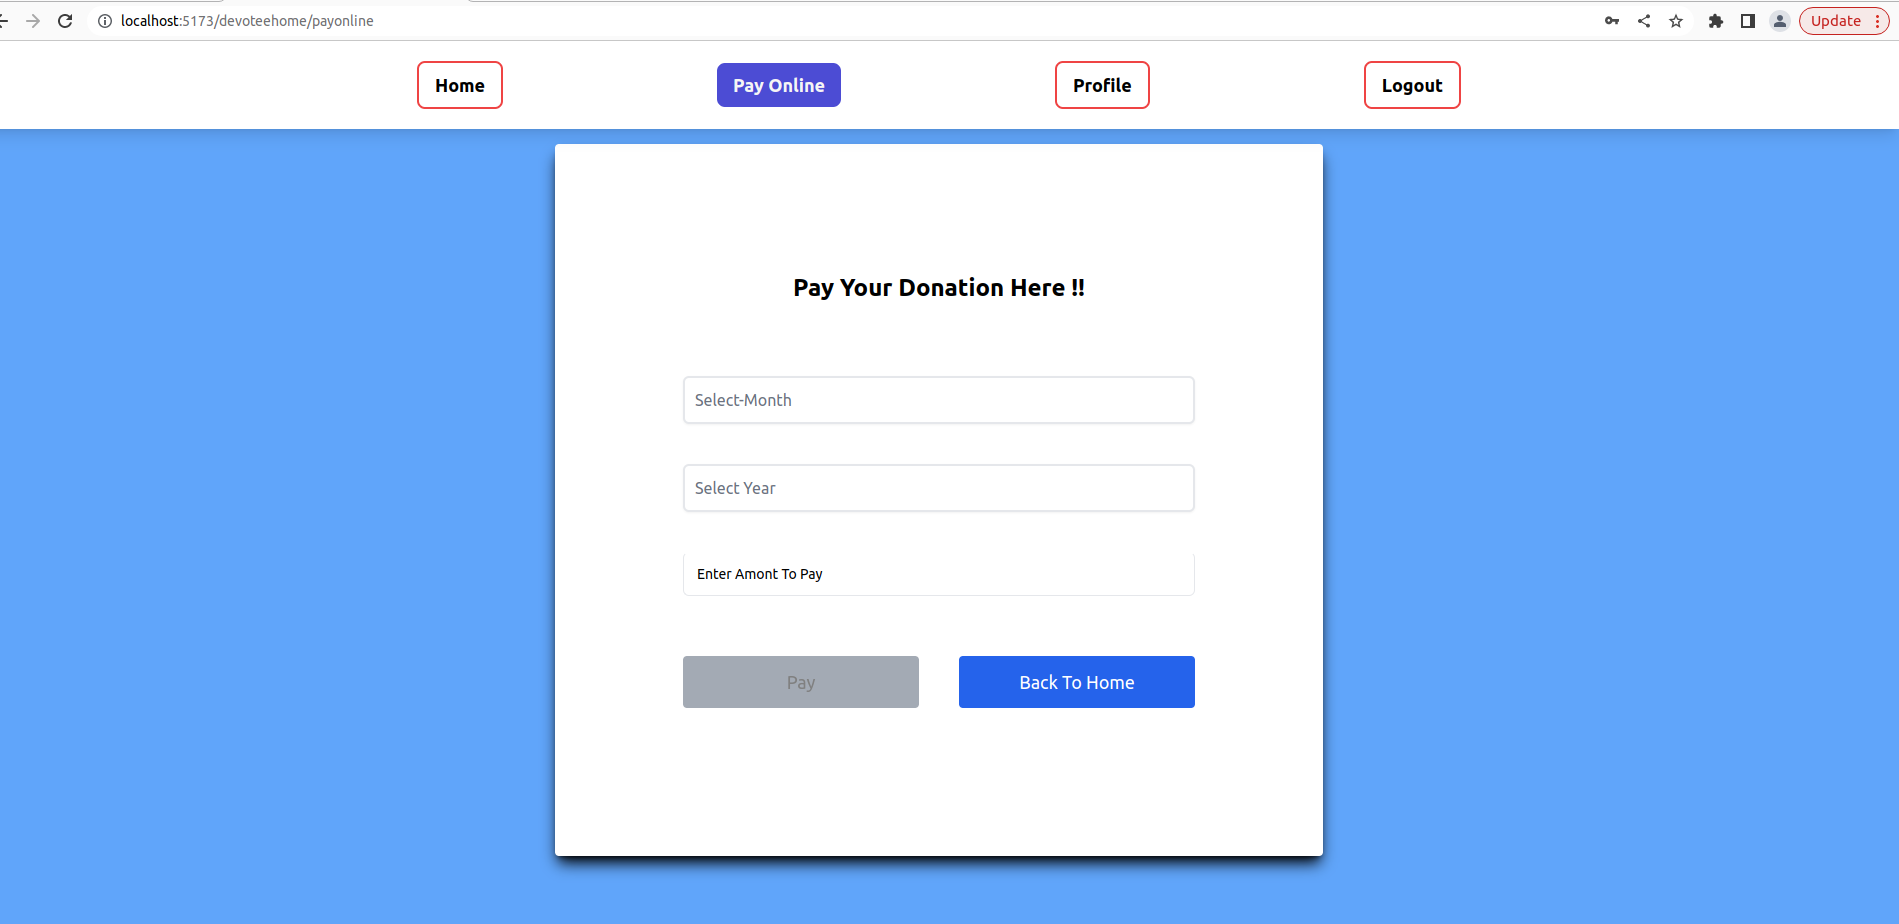 localhost:5173/devoteehome/payonline Update
Home Pay Online Profile Logout
Pay Your Donation Here !!
Select-Month
Select Year
Enter Amont To Pay
Pay Back To Home